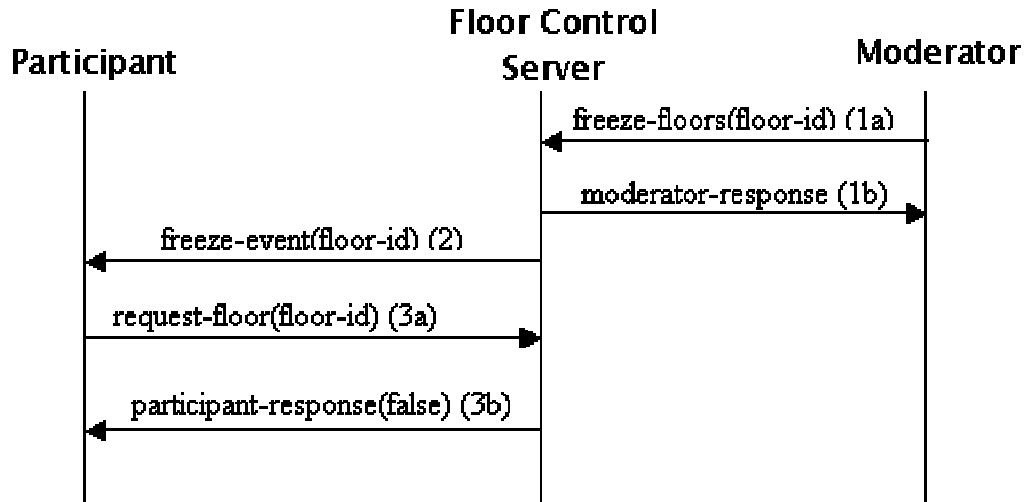 Participant
Floor Control
Server
Moderator
freeze-floors(floor-id) (1a)
moderator-response (1b)
freeze-event(floor-id) (2)
request-floor(floor-id) (3a)
participant-response(false) (3b)